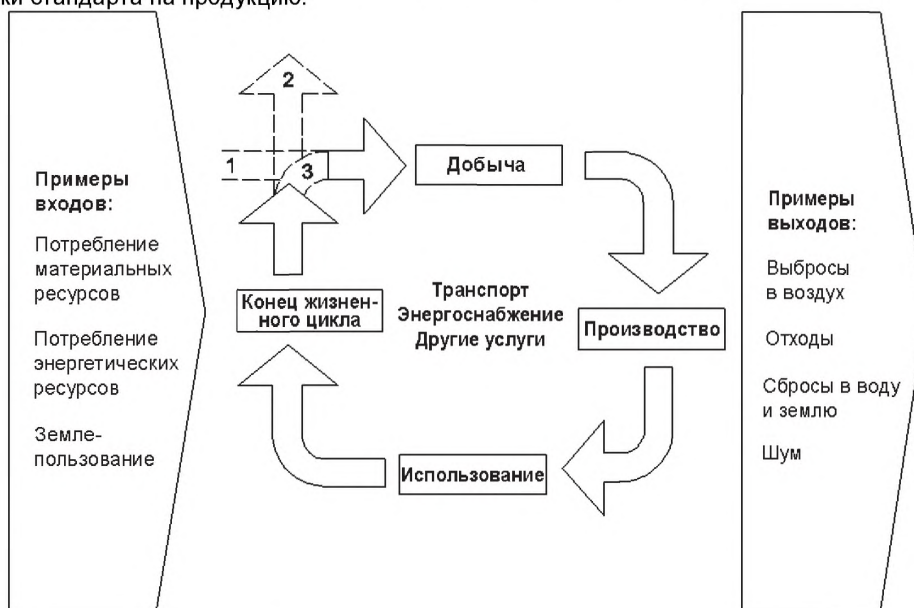 ки стандарта на продукцию.
Примеры
входов:
Потребление
материальных
ресурсов
Потребление
энергетических
ресурсов
Земле-
пользование
2
1
3
Добыча
Конец жизнен-
ного цикла
Транспорт
Энергоснабжение
Другие услуги
Производство
Использование
Примеры
выходов:
Выбросы
в воздух
Отходы
Сбросы в воду
и землю
Шум